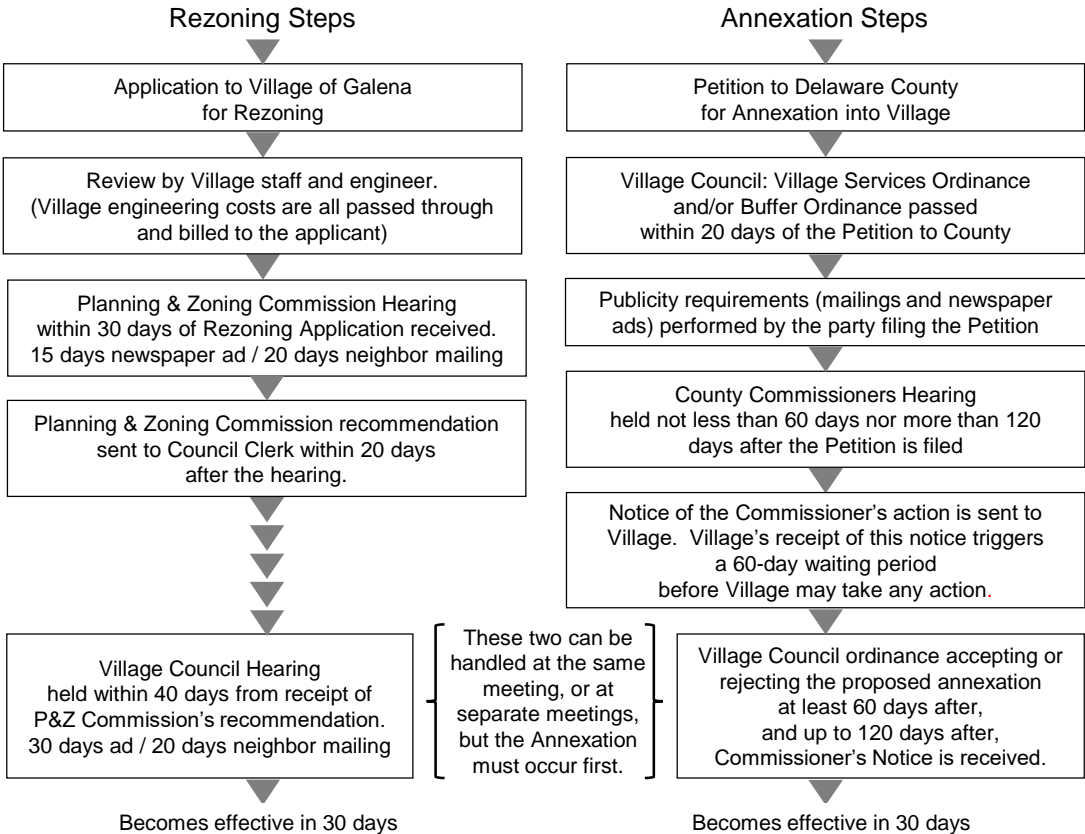 Rezoning Steps
Application to Village of Galena
for Rezoning
Review by Village staff and engineer.
(Village engineering costs are all passed through
and billed to the applicant)
Planning & Zoning Commission Hearing
within 30 days of Rezoning Application received.
15 days newspaper ad / 20 days neighbor mailing
Planning & Zoning Commission recommendation
sent to Council Clerk within 20 days
after the hearing.
Village Council Hearing
held within 40 days from receipt of
P&Z Commission's recommendation.
30 days ad / 20 days neighbor mailing
Becomes effective in 30 days
These two can be
handled at the same
meeting, or at
separate meetings,
but the Annexation
must occur first.
Annexation Steps
Petition to Delaware County
for Annexation into Village
Village Council: Village Services Ordinance
and/or Buffer Ordinance passed
within 20 days of the Petition to County
Publicity requirements (mailings and newspaper
ads) performed by the party filing the Petition
County Commissioners Hearing
held not less than 60 days nor more than 120
days after the Petition is filed
Notice of the Commissioner's action is sent to
Village.  Village's receipt of this notice triggers
a 60-day waiting period
before Village may take any action.
Village Council ordinance accepting or
rejecting the proposed annexation
at least 60 days after,
and up to 120 days after,
Commissioner's Notice is received.
Becomes effective in 30 days